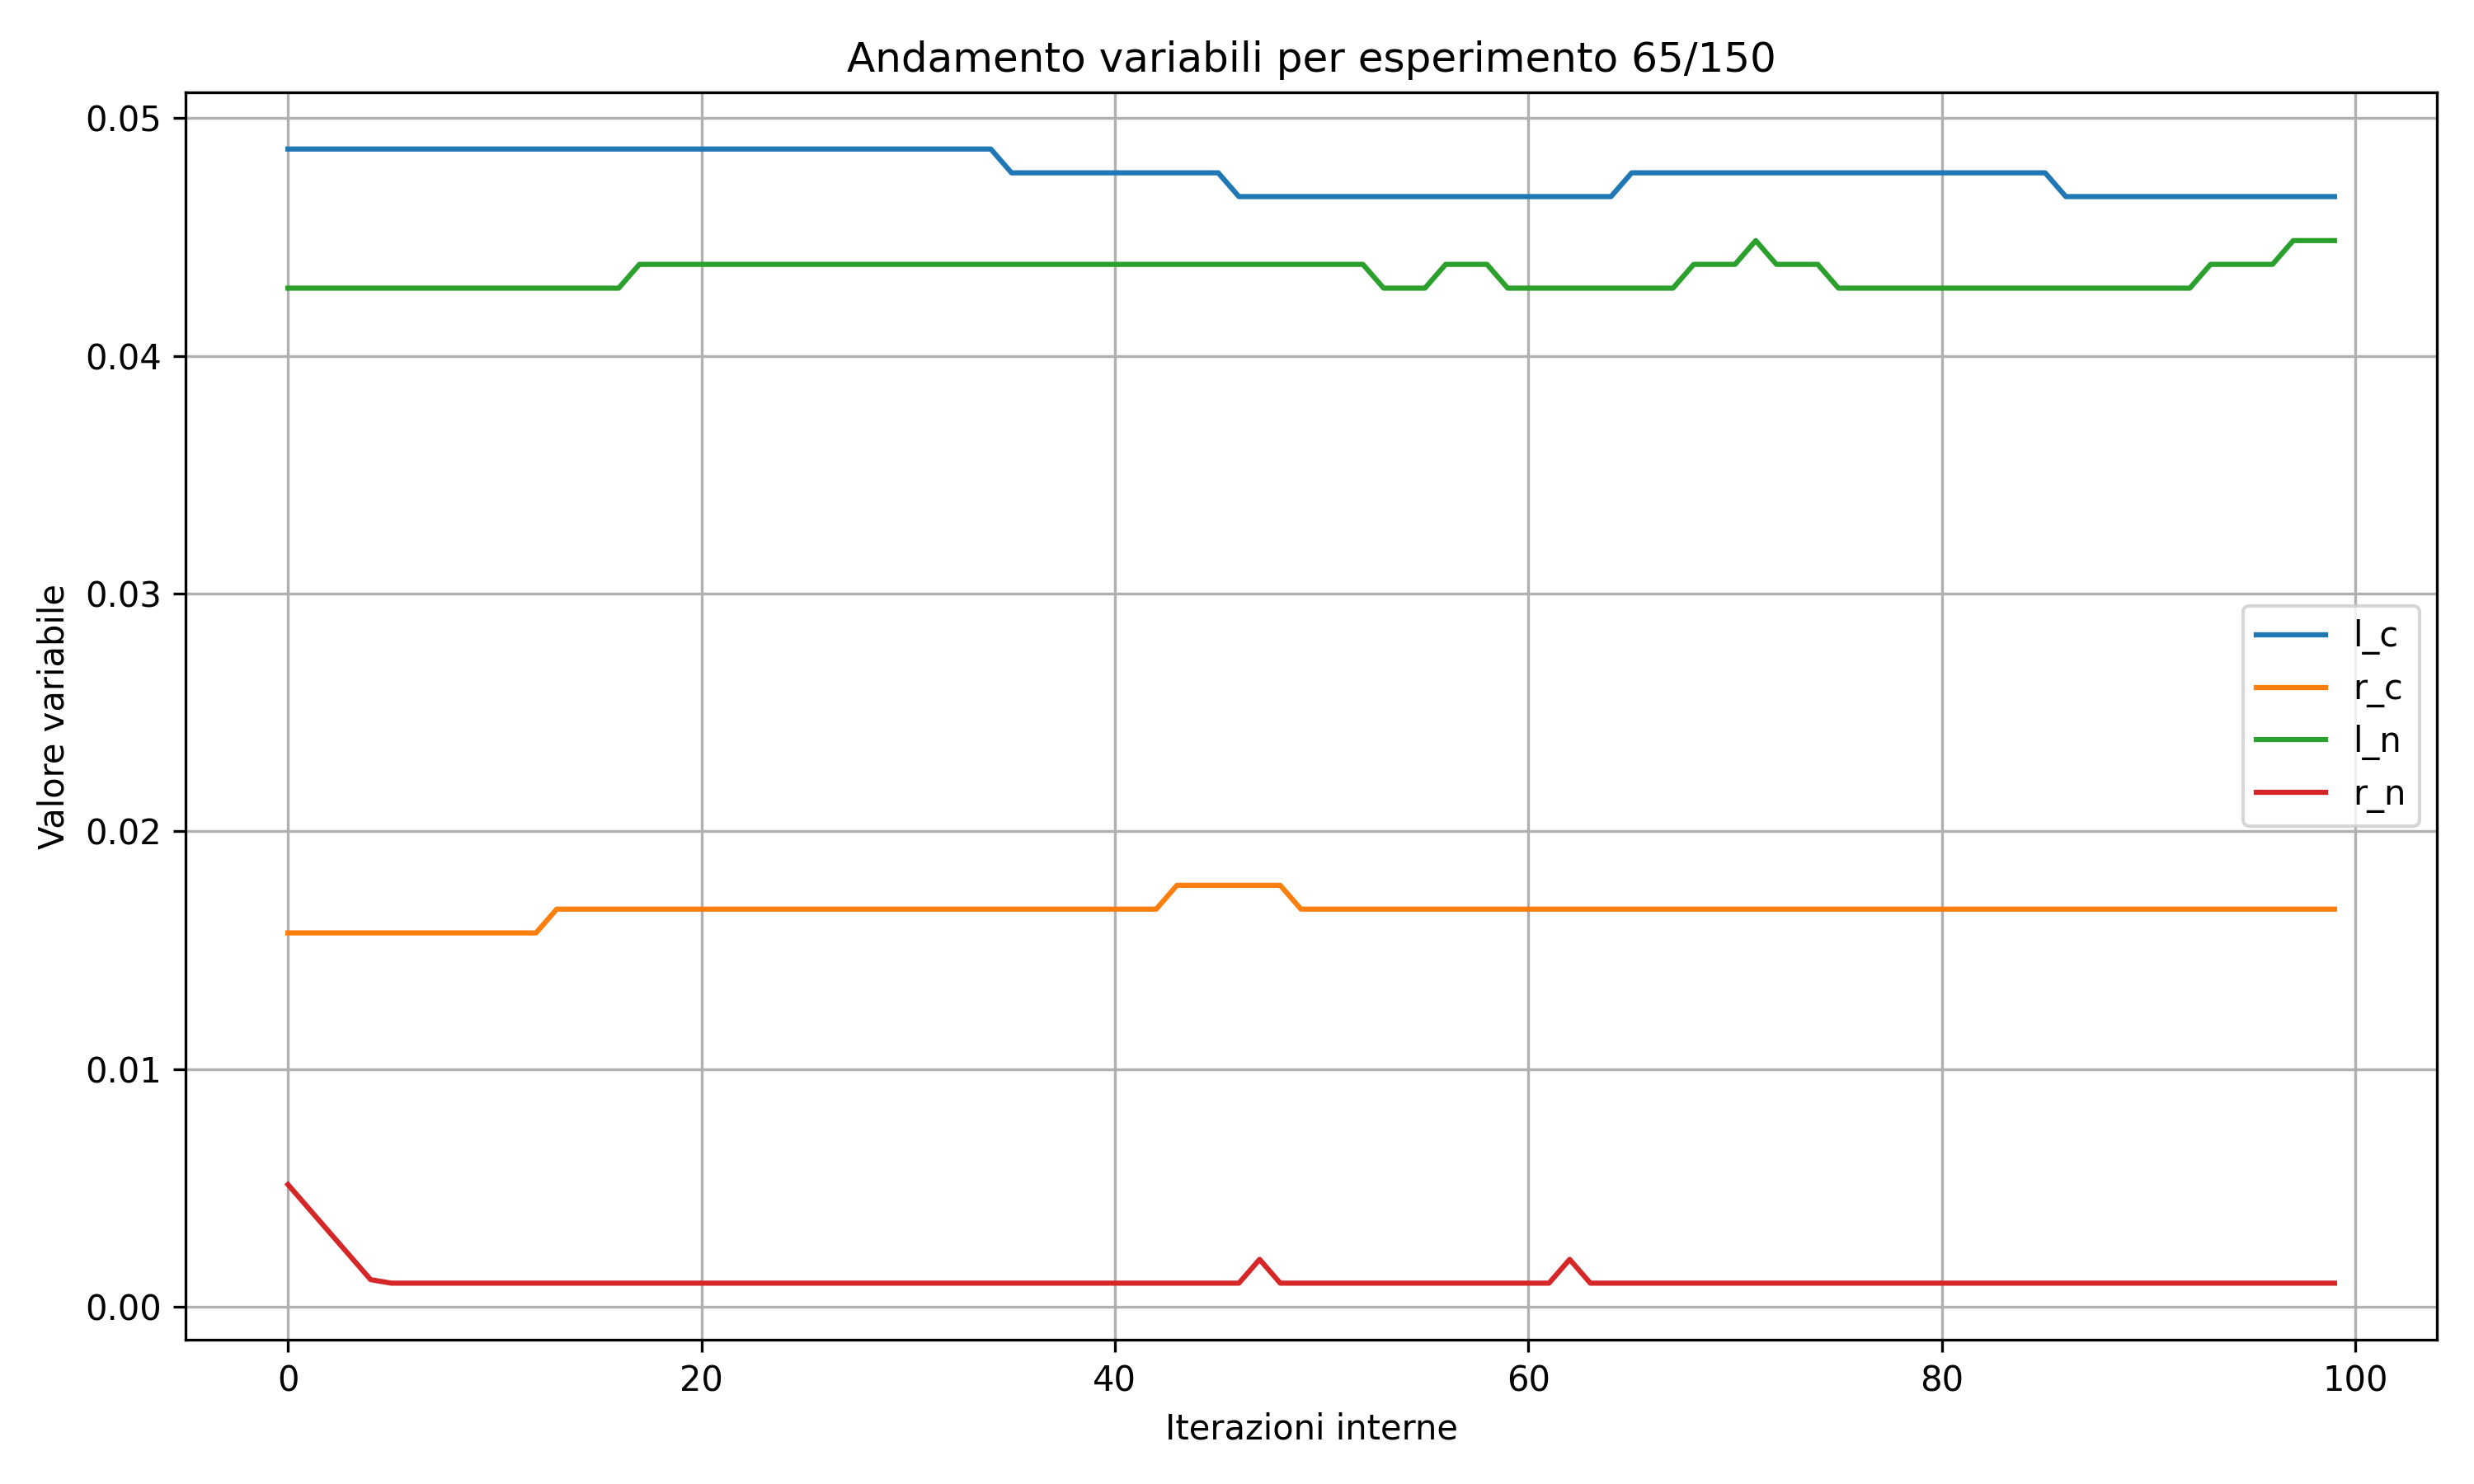 Andamento variabili per esperimento 65/150
Valore variabile
0.05
0.04
0.03
0.02
0.01
0.00
l_c
r_c
l_n
r_n
0 20 40 60 80 100
Iterazioni interne